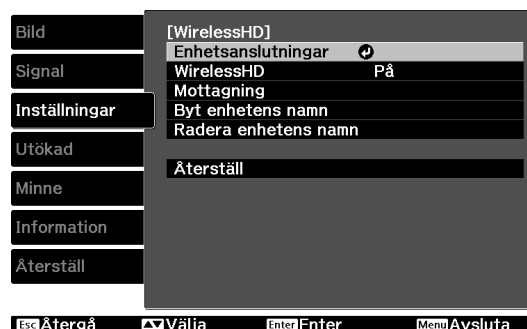 Bild
Signal
Inställningar
Utökad
Minne
Information
Återställ
[WirelessHD]
Enhetsanslutningar
WirelessHD På
Mottagning
Byt enhetens namn
Radera enhetens namn
Återställ
Esc Återgå Välja Enter Enter Menu Avsluta